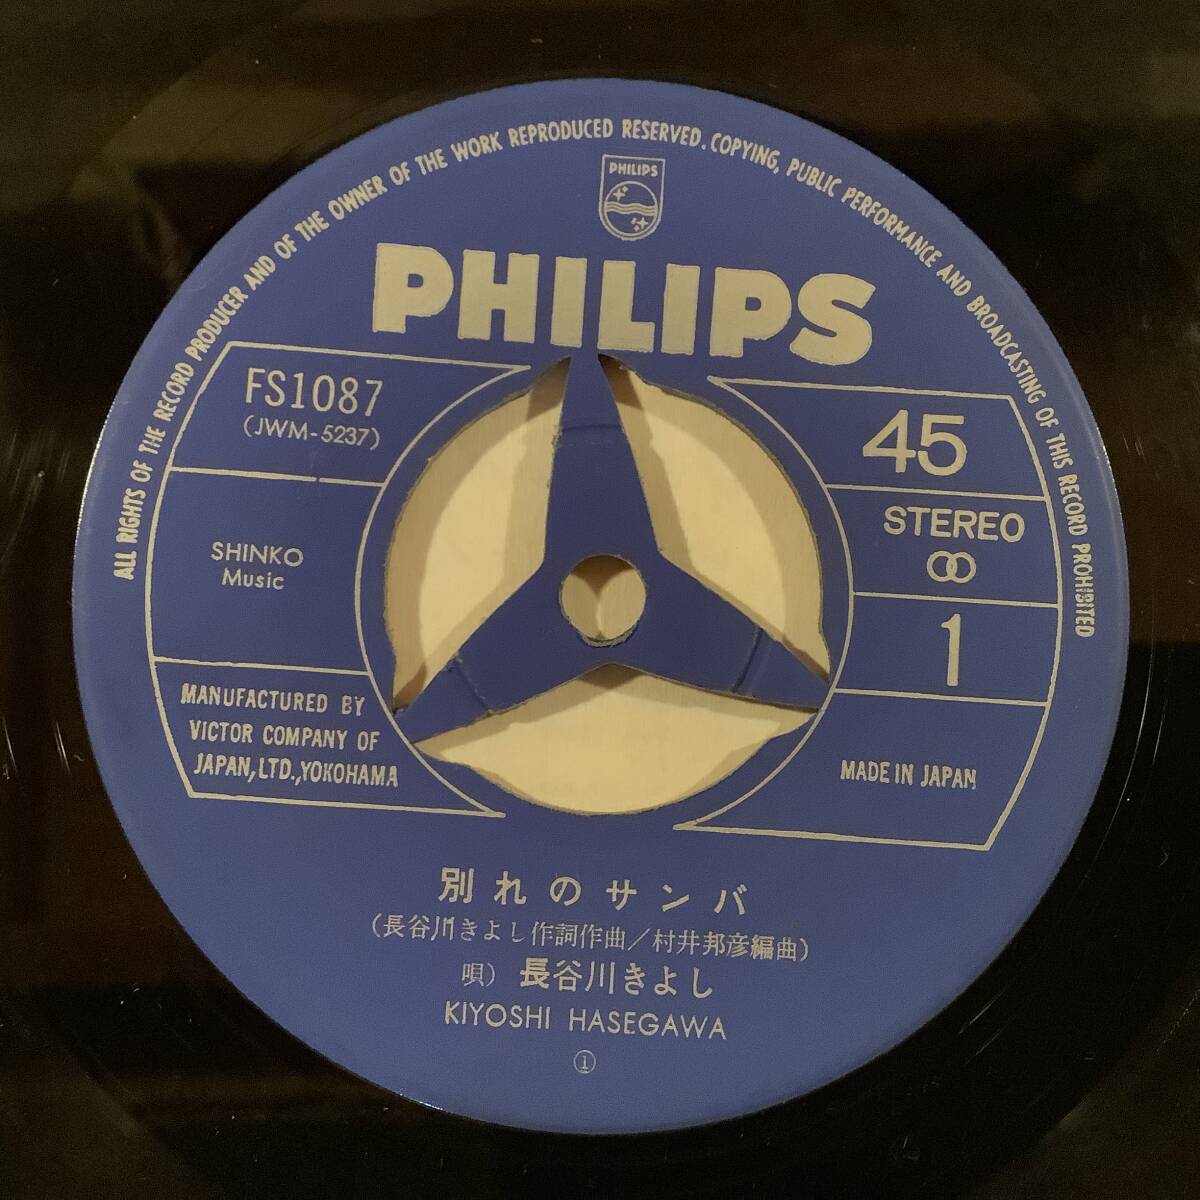 ALL RIGHTS OF THE RECORD PRODUCER AND OF THE OWNER OF THE WORK REPRODUCED RESERVED. COPYING, PUBLIC PERFORMANCE AND BROADCASTING OF THIS RECORD PROHIBITED
PHILIPS
PHILIPS
FS1087
(JWM-5237)
45
STEREO
SHINKO
Music
1
MANUFACTURED BY
VICTOR COMPANY OF
JAPAN, LTD., YOKOHAMA
MADE IN JAPAN
別れのサンバ
(長谷川きよし作詞作曲/村井邦彦編曲)
唄) 長谷川きよし
KIYOSHI HASEGAWA
①